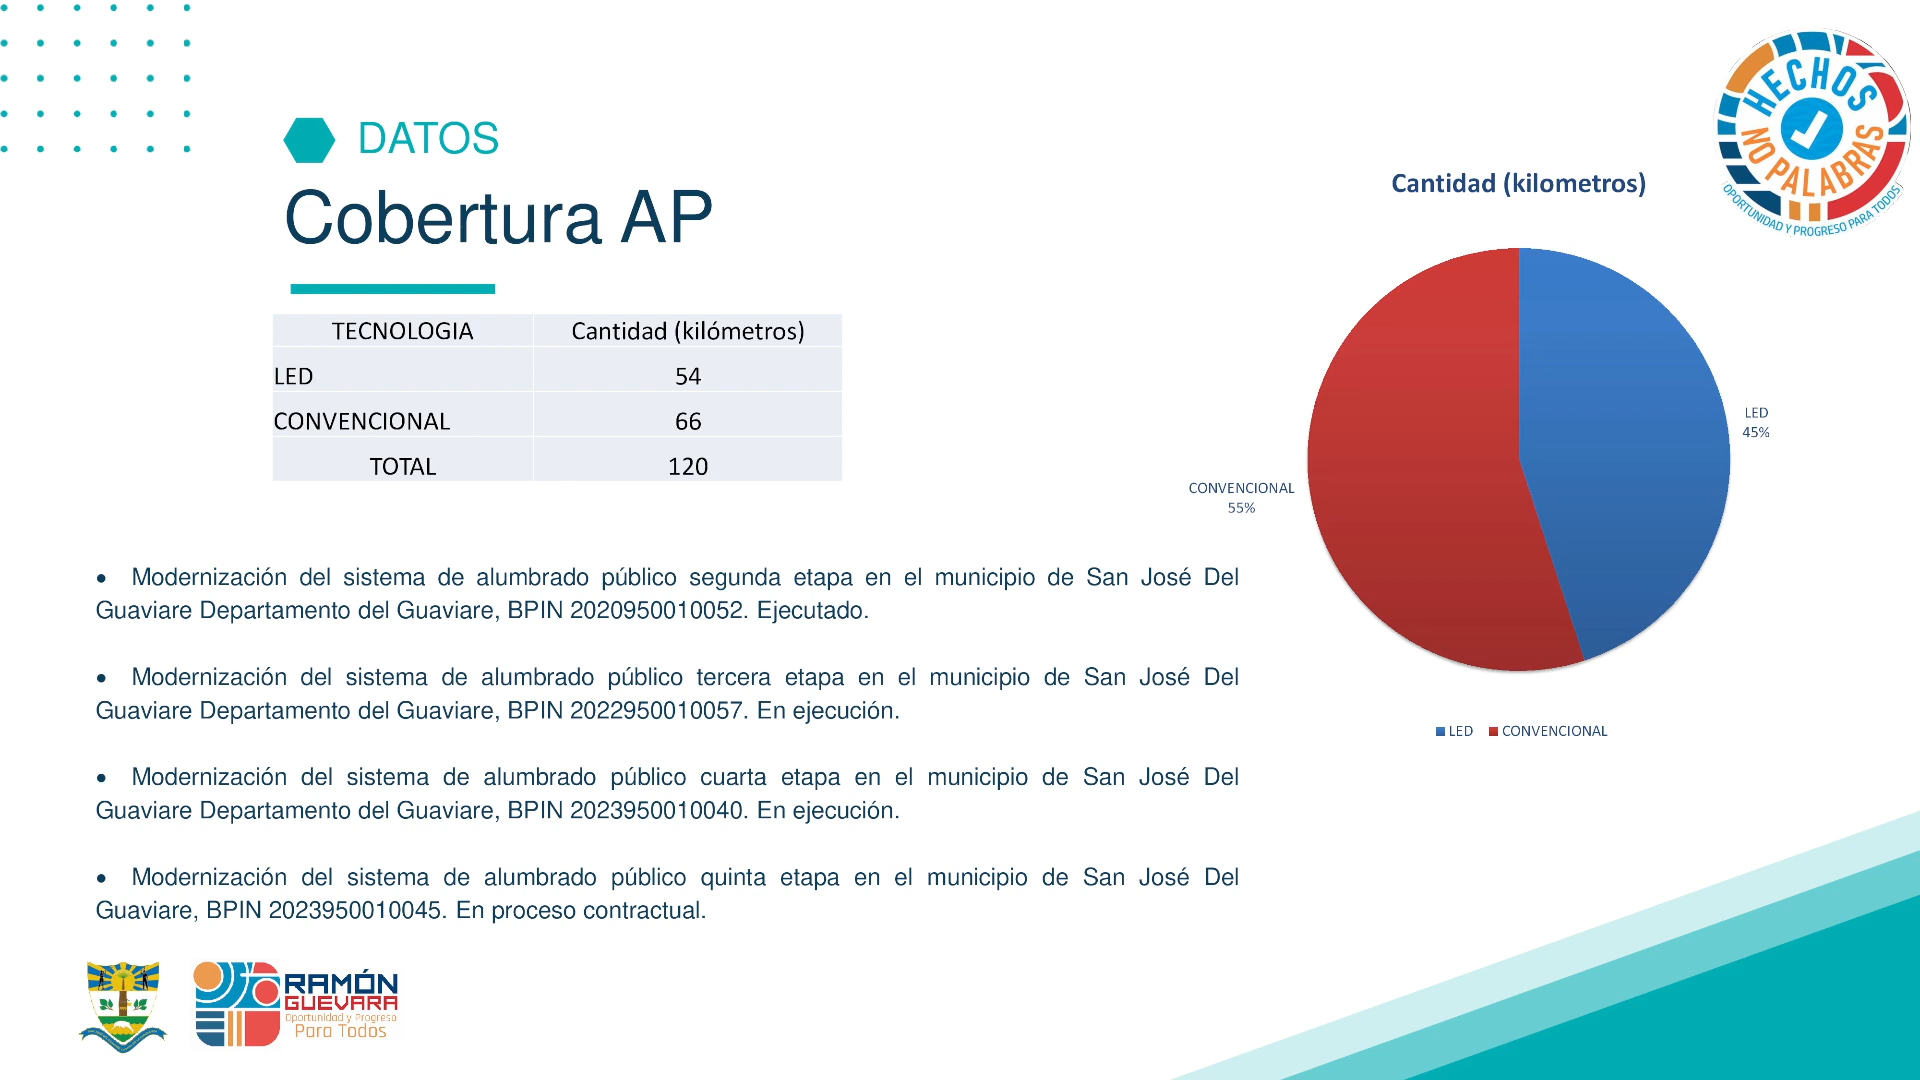 DATOS
Cobertura AP
TECNOLOGIA Cantidad (kilómetros)
LED 54
CONVENCIONAL 66
TOTAL 120
• Modernización del sistema de alumbrado público segunda etapa en el municipio de San José Del
Guaviare Departamento del Guaviare, BPIN 2020950010052. Ejecutado.
• Modernización del sistema de alumbrado público tercera etapa en el municipio de San José Del
Guaviare Departamento del Guaviare, BPIN 2022950010057. En ejecución.
• Modernización del sistema de alumbrado público cuarta etapa en el municipio de San José Del
Guaviare Departamento del Guaviare, BPIN 2023950010040. En ejecución.
• Modernización del sistema de alumbrado público quinta etapa en el municipio de San José Del
Guaviare, BPIN 2023950010045. En proceso contractual.
Cantidad (kilometros)
LED
45%
CONVENCIONAL
55%
LED CONVENCIONAL
HECHOS
NO PALABRAS
OPORTUNIDAD Y PROGRESO PARA TODOS
RAMÓN
GUEVARA
Oportunidad y Progreso
Para Todos